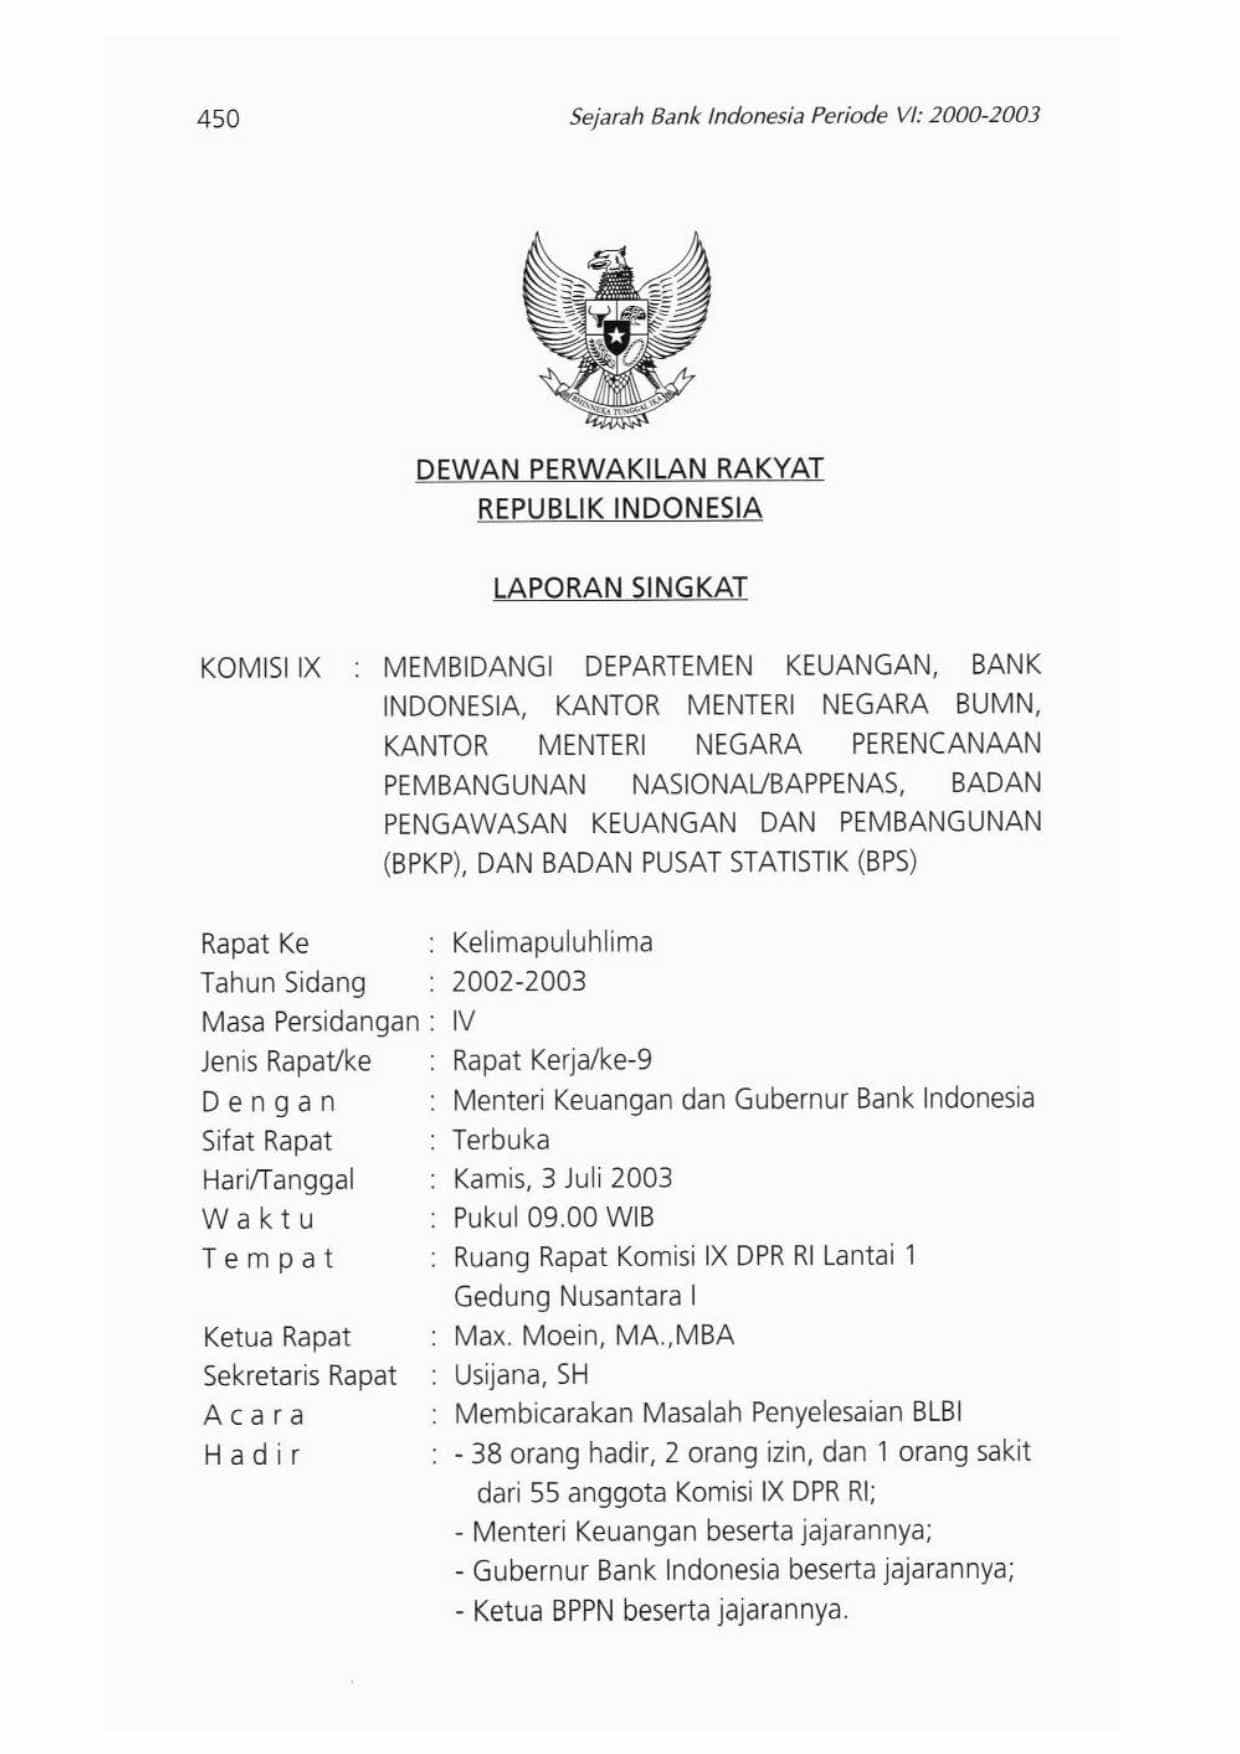 450
Sejarah Bank Indonesia Periode VI: 2000-2003
BHINNEKA TUNGGAL IKA
DEWAN PERWAKILAN RAKYAT
REPUBLIK INDONESIA
LAPORAN SINGKAT
KOMISI IX : MEMBIDANGI DEPARTEMEN KEUANGAN, BANK
INDONESIA, KANTOR MENTERI NEGARA BUMN,
KANTOR MENTERI NEGARA PERENCANAAN
PEMBANGUNAN NASIONAL/BAPPENAS, BADAN
PENGAWASAN KEUANGAN DAN PEMBANGUNAN
(BPKP), DAN BADAN PUSAT STATISTIK (BPS)
Rapat Ke : Kelimapuluhlima
Tahun Sidang : 2002-2003
Masa Persidangan : IV
Jenis Rapat/ke : Rapat Kerja/ke-9
D e n g a n : Menteri Keuangan dan Gubernur Bank Indonesia
Sifat Rapat : Terbuka
Hari/Tanggal : Kamis, 3 Juli 2003
W a k t u : Pukul 09.00 WIB
T e m p a t : Ruang Rapat Komisi IX DPR RI Lantai 1
Gedung Nusantara I
Ketua Rapat : Max. Moein, MA.,MBA
Sekretaris Rapat : Usijana, SH
A c a r a : Membicarakan Masalah Penyelesaian BLBI
H a d i r : - 38 orang hadir, 2 orang izin, dan 1 orang sakit
dari 55 anggota Komisi IX DPR RI;
- Menteri Keuangan beserta jajarannya;
- Gubernur Bank Indonesia beserta jajarannya;
- Ketua BPPN beserta jajarannya.